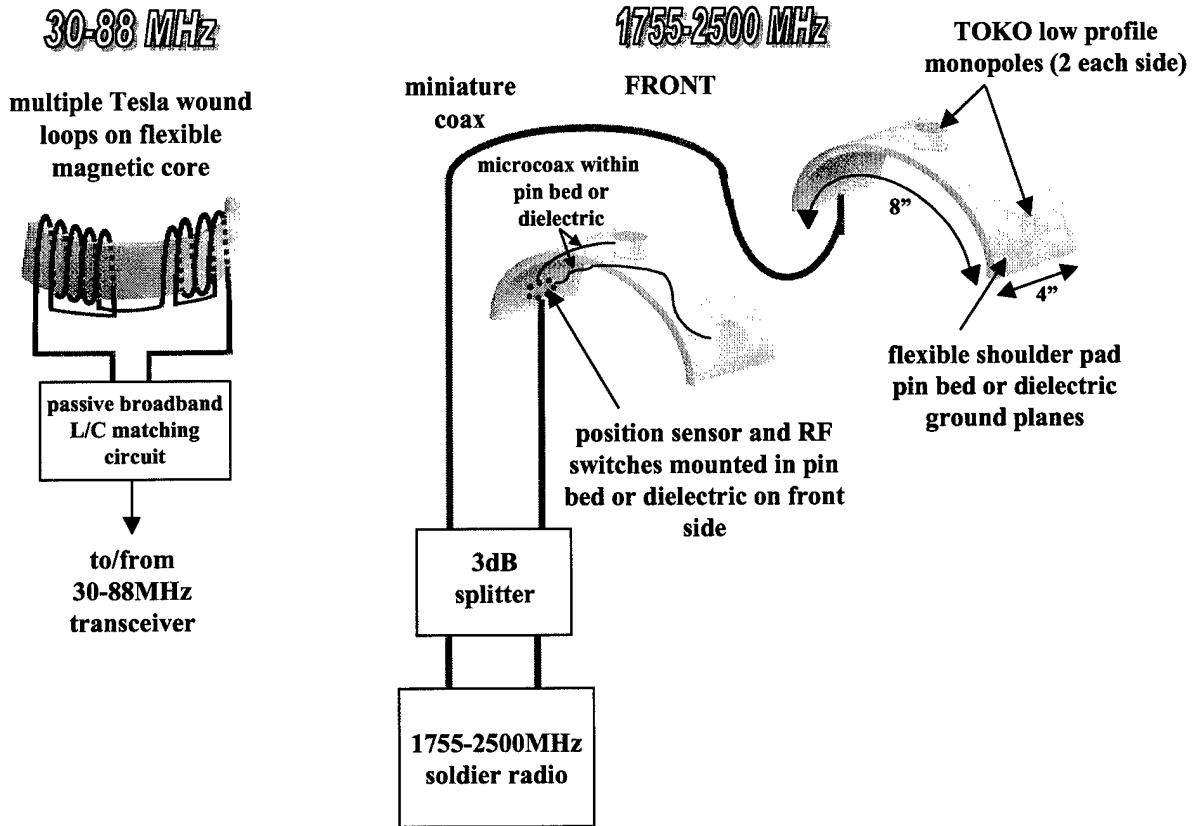 30-88 MHz
multiple Tesla wound
loops on flexible
magnetic core
passive broadband
L/C matching
circuit
to/from
30-88MHz
transceiver
1755-2500 MHz
miniature
coax
FRONT
TOKO low profile
monopoles (2 each side)
microcoax within
pin bed or
dielectric
8”
4”
flexible shoulder pad
pin bed or dielectric
ground planes
position sensor and RF
switches mounted in pin
bed or dielectric on front
side
3dB
splitter
1755-2500MHz
soldier radio